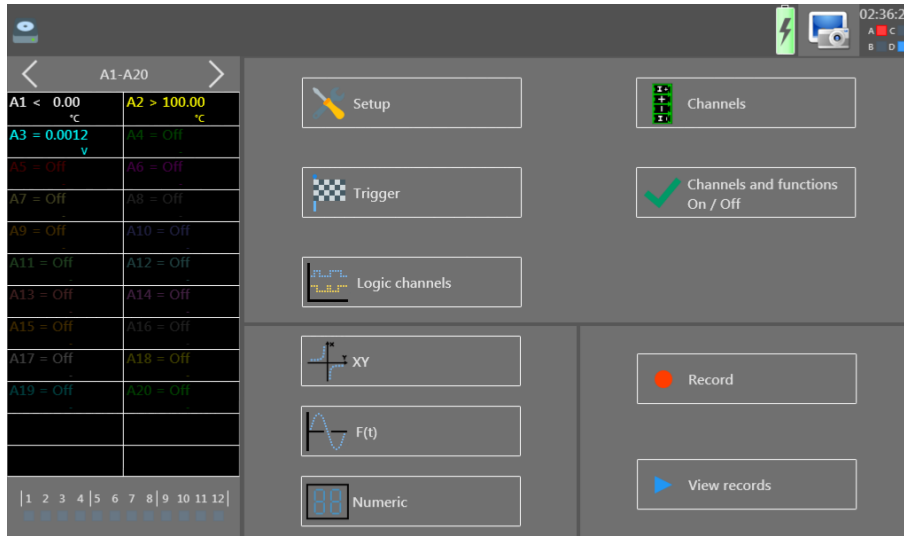 02:36:2
A C
B D
A1-A20
A1 < 0.00 °C
A2 > 100.00 °C
A3 = 0.0012 V
A4 = Off
A5 = Off
A6 = Off
A7 = Off
A8 = Off
A9 = Off
A10 = Off
A11 = Off
A12 = Off
A13 = Off
A14 = Off
A15 = Off
A16 = Off
A17 = Off
A18 = Off
A19 = Off
A20 = Off
1 2 3 4 5 6 7 8 9 10 11 12
Setup
Channels
Trigger
Channels and functions
On / Off
Logic channels
XY
F(t)
Numeric
Record
View records